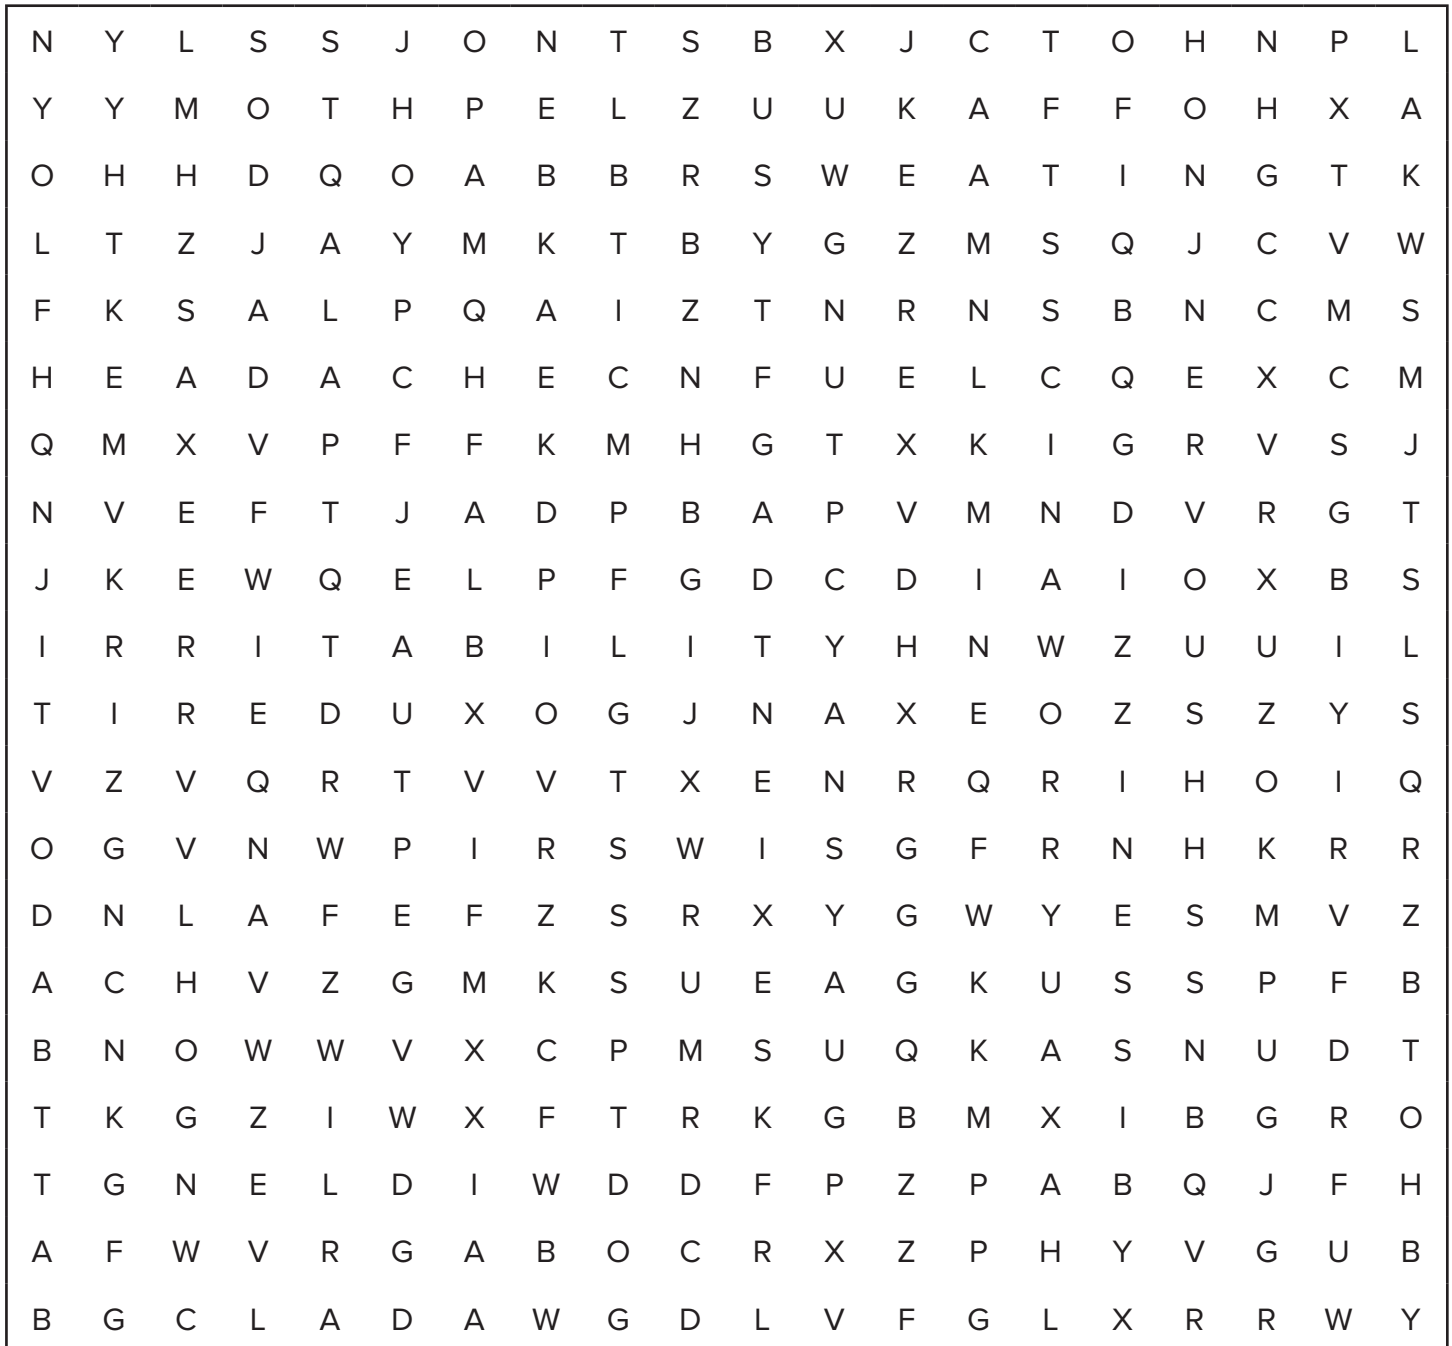 N Y L S S J O N T S B X J C T O H N P L
Y Y M O T H P E L Z U U K A F F O H X A
O H H D Q O A B B R S W E A T I N G T K
L T Z J A Y M K T B Y G Z M S Q J C V W
F K S A L P Q A I Z T N R N S B N C M S
H E A D A C H E C N F U E L C Q E X C M
Q M X V P F F K M H G T X K I G R V S J
N V E F T J A D P B A P V M N D V R G T
J K E W Q E L P F G D C D I A I O X B S
I R R I T A B I L I T Y H N W Z U U I L
T I R E D U X O G J N A X E O Z S Z Y S
V Z V Q R T V V T X E N R Q R I H O I Q
O G V N W P I R S W I S G F R N H K R R
D N L A F E F Z S R X Y G W Y E S M V Z
A C H V Z G M K S U E A G K U S S P F B
B N O W W V X C P M S U Q K A S N U D T
T K G Z I W X F T R K G B M X I B G R O
T G N E L D I W D D F P Z P A B Q J F H
A F W V R G A B O C R X Z P H Y V G U B
B G C L A D A W G D L V F G L X R R W Y